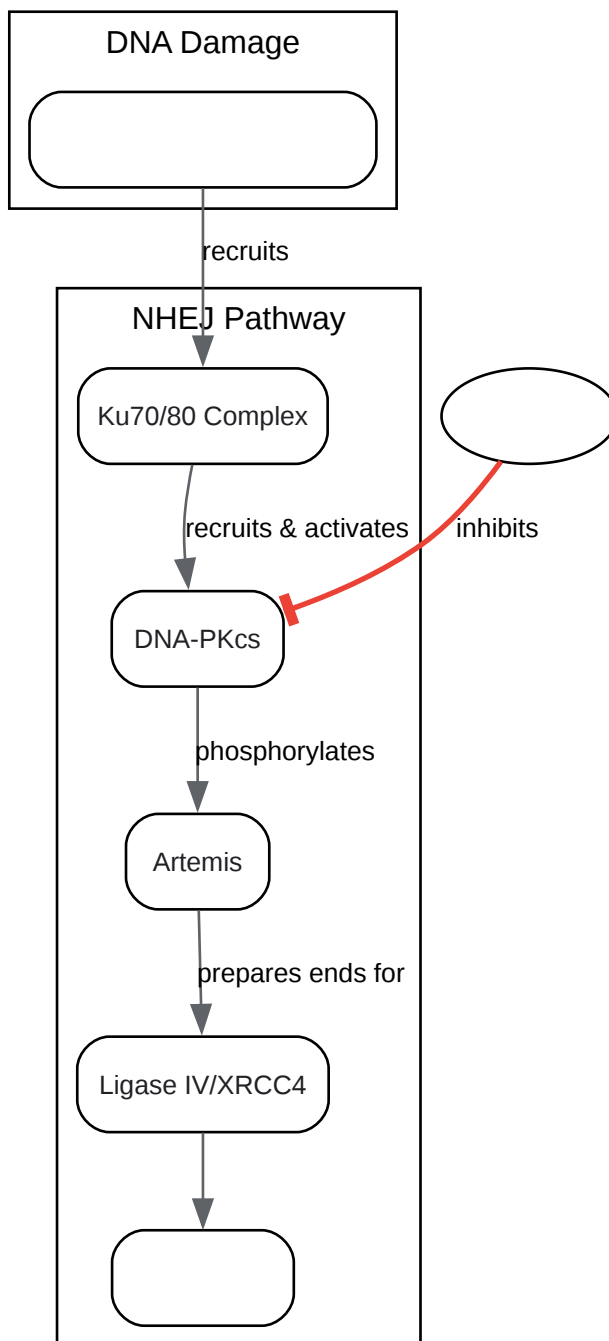 DNA Damage
recruits
NHEJ Pathway
Ku70/80 Complex
recruits & activates
inhibits
DNA-PKcs
phosphorylates
Artemis
prepares ends for
Ligase IV/XRCC4